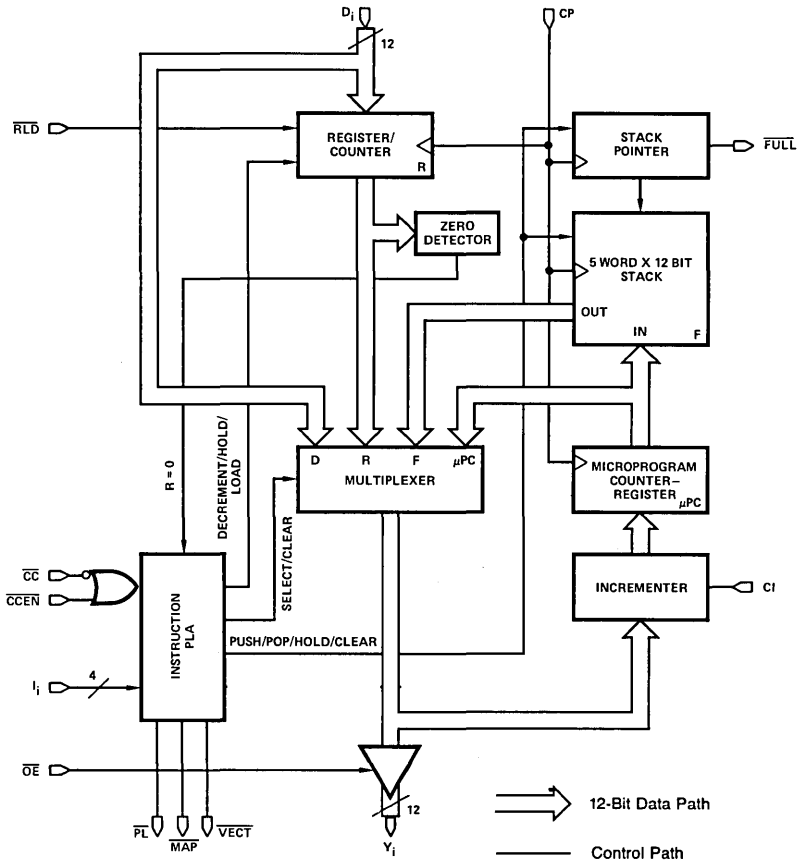 Di
12
CP
RLD
REGISTER/
COUNTER
R
STACK
POINTER
FULL
ZERO
DETECTOR
5 WORD X 12 BIT
STACK
OUT
IN
F
R = 0
DECREMENT/HOLD/
LOAD
D
R
F
µPC
MULTIPLEXER
MICROPROGRAM
COUNTER–
REGISTER
µPC
SELECT/CLEAR
CC
CCEN
INSTRUCTION
PLA
INCREMENTER
CI
PUSH/POP/HOLD/CLEAR
Ii
4
OE
12
PL
MAP
VECT
Yi
12-Bit Data Path
Control Path